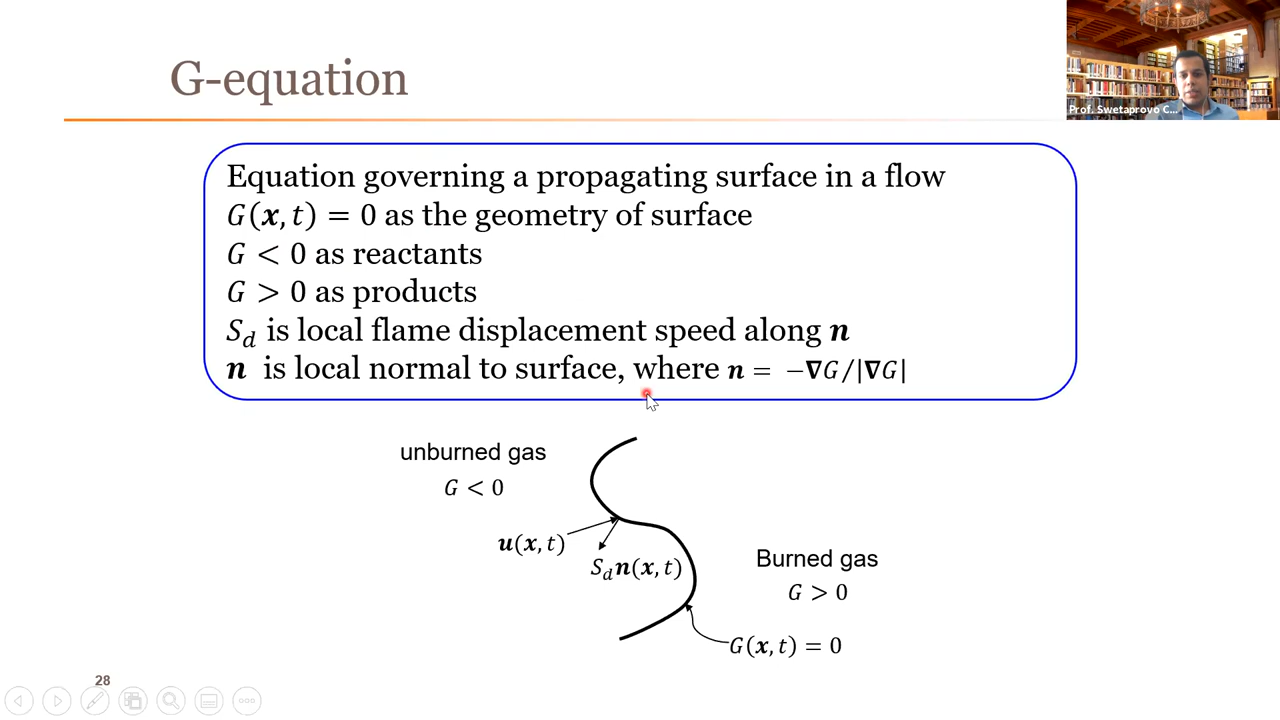 G-equation
Prof. Swetaprovo C...
Equation governing a propagating surface in a flow
G(x, t) = 0 as the geometry of surface
G < 0 as reactants
G > 0 as products
S_d is local flame displacement speed along n
n is local normal to surface, where n = −∇G/|∇G|
unburned gas
G < 0
u(x, t)
S_d n(x, t)
Burned gas
G > 0
G(x, t) = 0
28